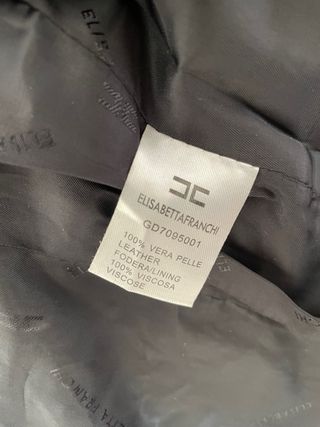 ELISABETTAFRANCHI
GD7095001
100% VERA PELLE
LEATHER
FODERA/LINING
100% VISCOSA
VISCOSE